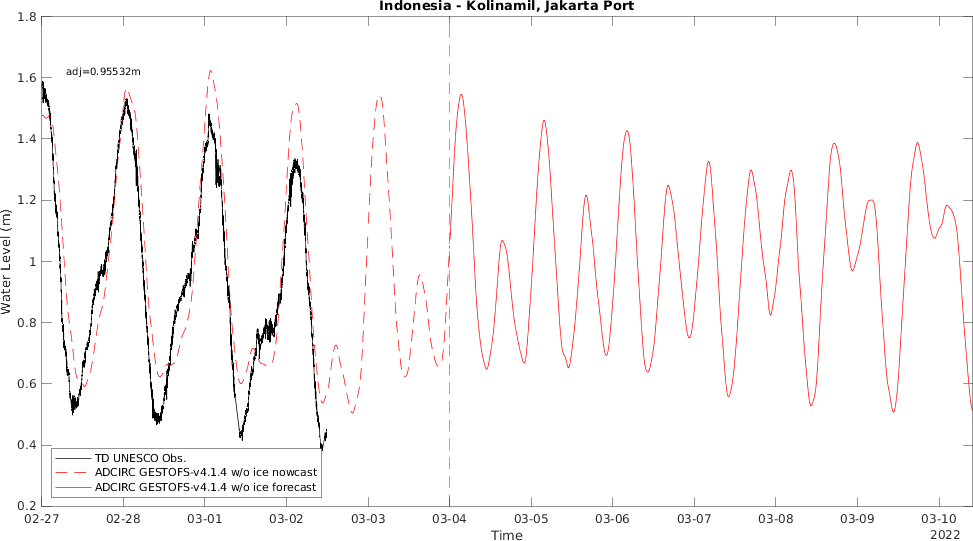 Indonesia - Kolinamil, Jakarta Port
1.8
1.6
1.4
1.2
1
0.8
0.6
0.4
0.2
Water Level (m)
adj=0.95532m
TD UNESCO Obs.
ADCIRC GESTOFS-v4.1.4 w/o ice nowcast
ADCIRC GESTOFS-v4.1.4 w/o ice forecast
02-27 02-28 03-01 03-02 03-03 03-04 03-05 03-06 03-07 03-08 03-09 03-10
2022
Time